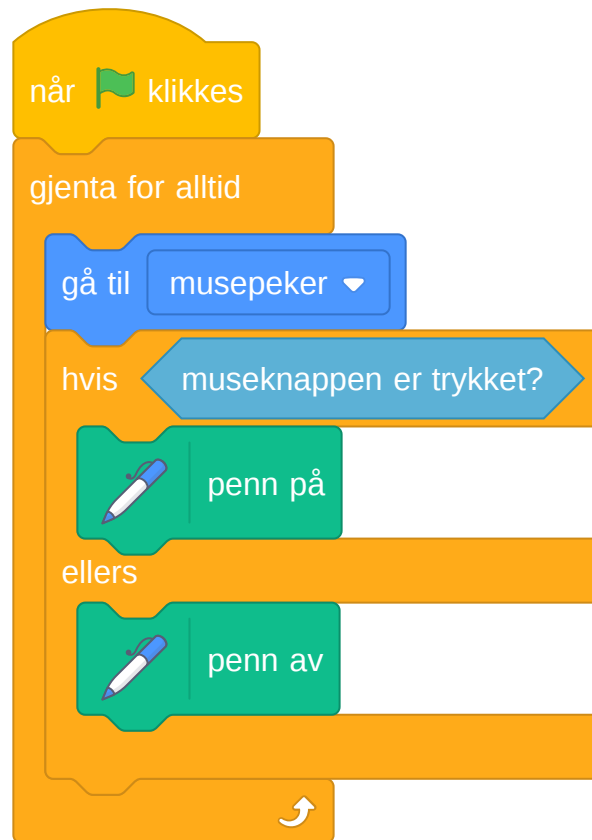 når klikkes
gjenta for alltid
gå til musepeker
hvis museknappen er trykket?
penn på
ellers
penn av